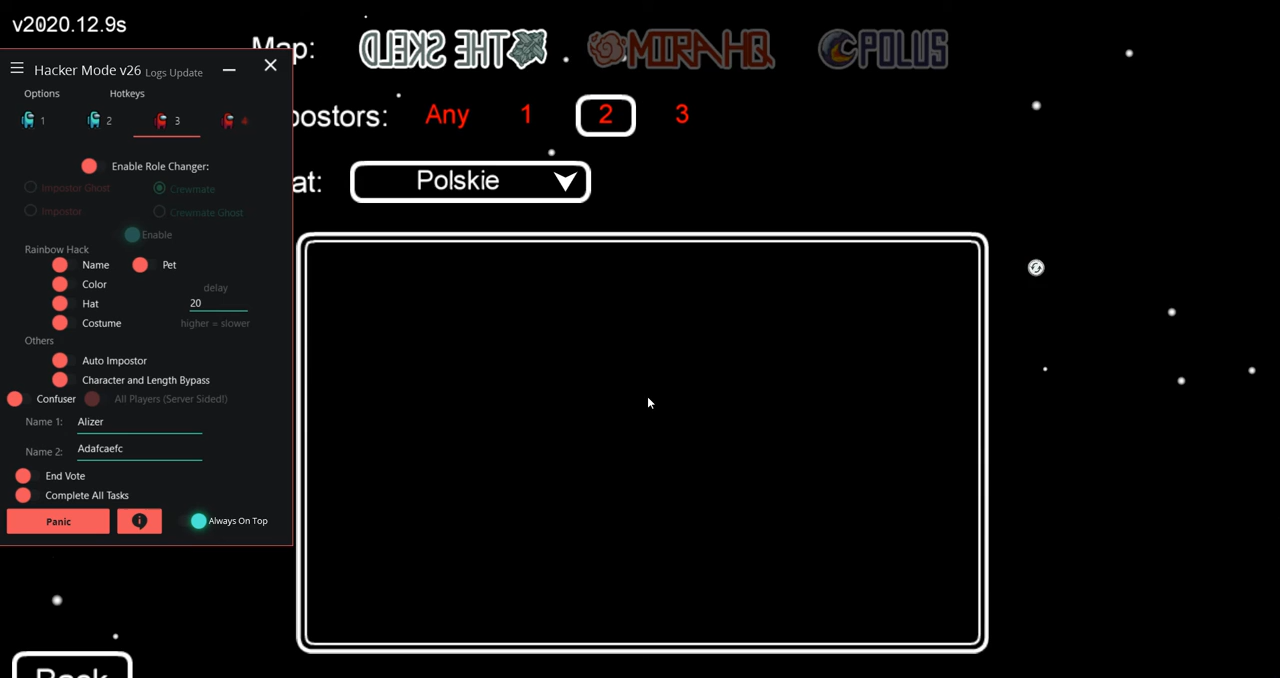 v2020.12.9s
Map: THE SKELD MIRA HQ POLUS
Hacker Mode v26 Logs Update
Options Hotkeys
1 2 3 4
postors: Any 1 2 3
at: Polskie
Enable Role Changer:
Impostor Ghost Crewmate
Impostor Crewmate Ghost
Enable
Rainbow Hack
Name Pet
Color delay
Hat 20
Costume higher = slower
Others
Auto Impostor
Character and Length Bypass
Confuser All Players (Server Sided!)
Name 1: Alizer
Name 2: Adafcaefc
End Vote
Complete All Tasks
Panic Always On Top
Back